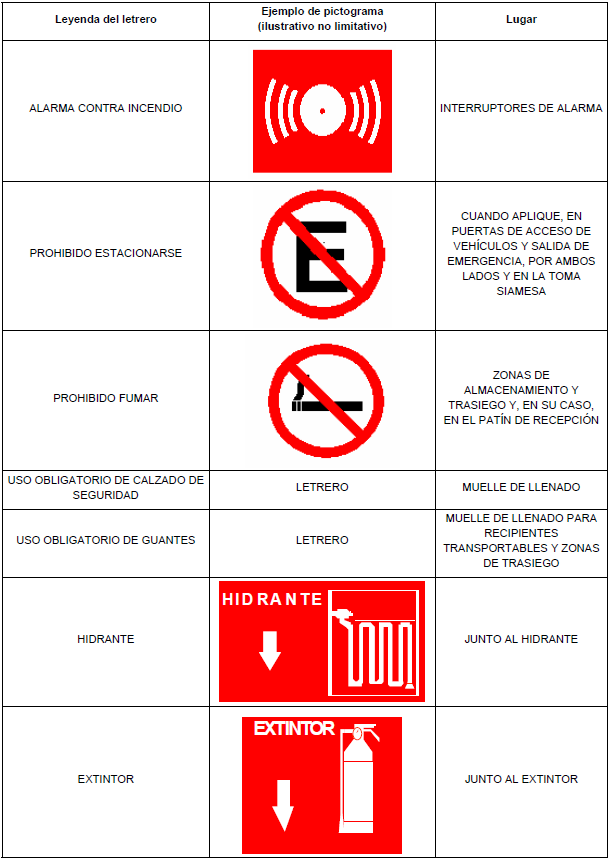 Leyenda del letrero
Ejemplo de pictograma
(ilustrativo no limitativo)
Lugar
ALARMA CONTRA INCENDIO
INTERRUPTORES DE ALARMA
PROHIBIDO ESTACIONARSE
E
CUANDO APLIQUE, EN
PUERTAS DE ACCESO DE
VEHÍCULOS Y SALIDA DE
EMERGENCIA, POR AMBOS
LADOS Y EN LA TOMA
SIAMESA
PROHIBIDO FUMAR
ZONAS DE
ALMACENAMIENTO Y
TRASIEGO Y, EN SU CASO,
EN EL PATÍN DE RECEPCIÓN
USO OBLIGATORIO DE CALZADO DE
SEGURIDAD
LETRERO
MUELLE DE LLENADO
USO OBLIGATORIO DE GUANTES
LETRERO
MUELLE DE LLENADO PARA
RECIPIENTES
TRANSPORTABLES Y ZONAS
DE TRASIEGO
HIDRANTE
HIDRANTE
JUNTO AL HIDRANTE
EXTINTOR
EXTINTOR
JUNTO AL EXTINTOR